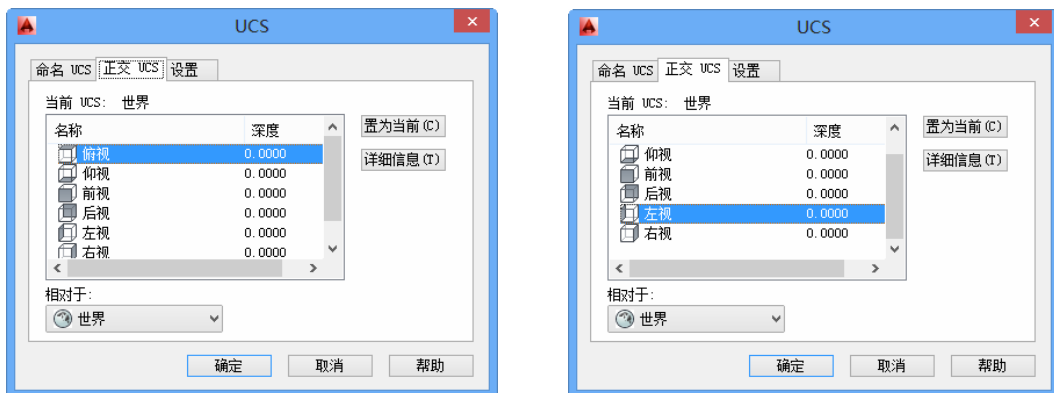 UCS
命名 UCS 正交 UCS 设置
当前 UCS: 世界
名称 深度
俯视 0.0000
仰视 0.0000
前视 0.0000
后视 0.0000
左视 0.0000
右视 0.0000
置为当前(C)
详细信息(T)
相对于:
世界
确定 取消 帮助
UCS
命名 UCS 正交 UCS 设置
当前 UCS: 世界
名称 深度
仰视 0.0000
前视 0.0000
后视 0.0000
左视 0.0000
右视 0.0000
置为当前(C)
详细信息(T)
相对于:
世界
确定 取消 帮助